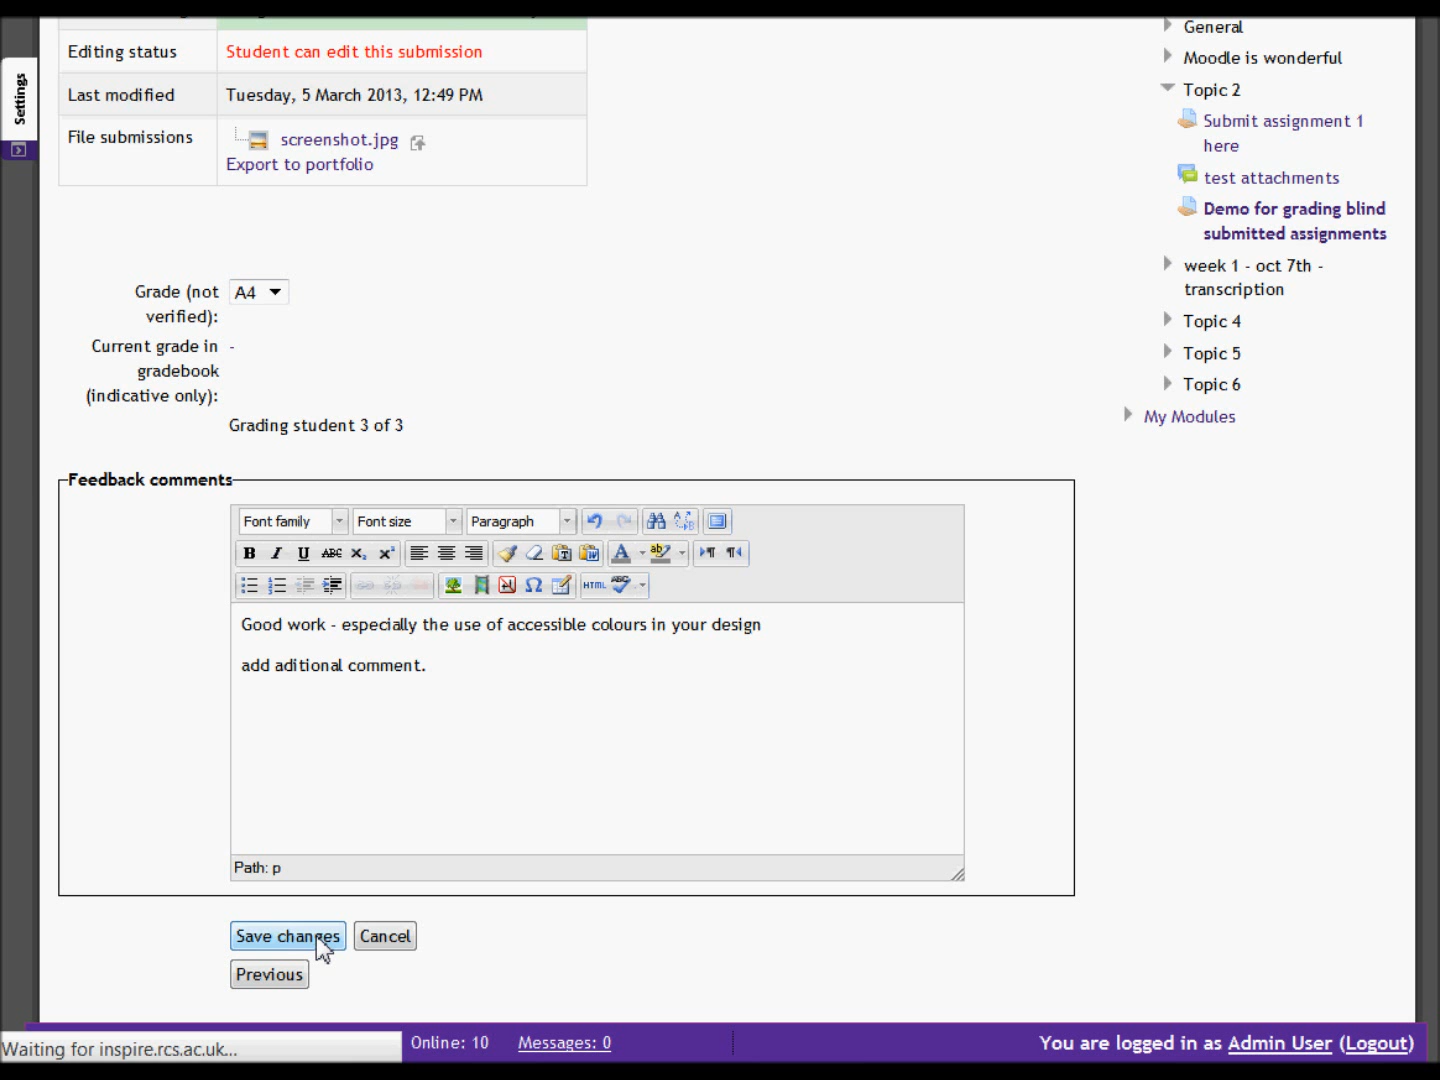 Settings
Editing status
Student can edit this submission
Last modified
Tuesday, 5 March 2013, 12:49 PM
File submissions
screenshot.jpg
Export to portfolio
Grade (not
verified):
A4
Current grade in
gradebook
(indicative only):
-
Grading student 3 of 3
Feedback comments
Font family
Font size
Paragraph
B I U ABC X₂ X²
HTML ABC
Good work - especially the use of accessible colours in your design
add aditional comment.
Path: p
Save changes
Cancel
Previous
General
Moodle is wonderful
Topic 2
Submit assignment 1
here
test attachments
Demo for grading blind
submitted assignments
week 1 - oct 7th -
transcription
Topic 4
Topic 5
Topic 6
My Modules
Waiting for inspire.rcs.ac.uk...
Online: 10
Messages: 0
You are logged in as Admin User (Logout)